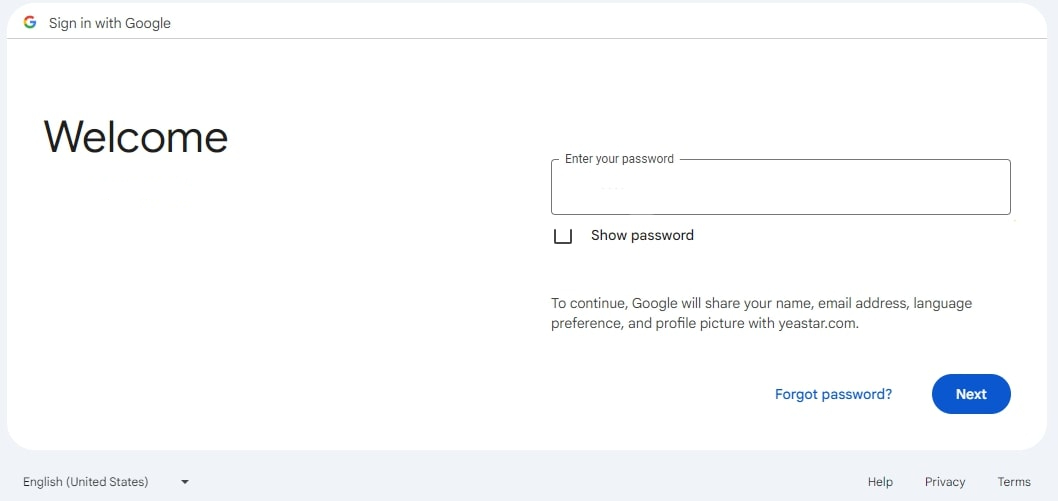 Sign in with Google
Welcome
Enter your password
Show password
To continue, Google will share your name, email address, language
preference, and profile picture with yeastar.com.
Forgot password?
Next
English (United States)
Help
Privacy
Terms